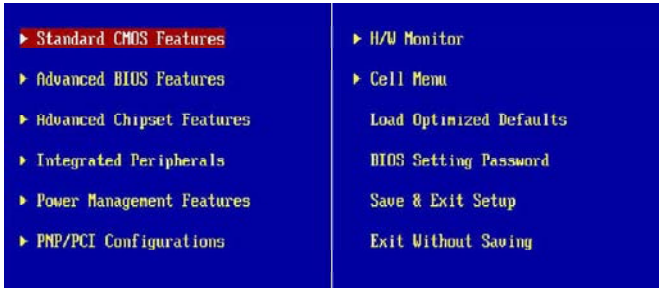 Standard CMOS Features
Advanced BIOS Features
Advanced Chipset Features
Integrated Peripherals
Power Management Features
PNP/PCI Configurations
H/W Monitor
Cell Menu
Load Optimized Defaults
BIOS Setting Password
Save & Exit Setup
Exit Without Saving